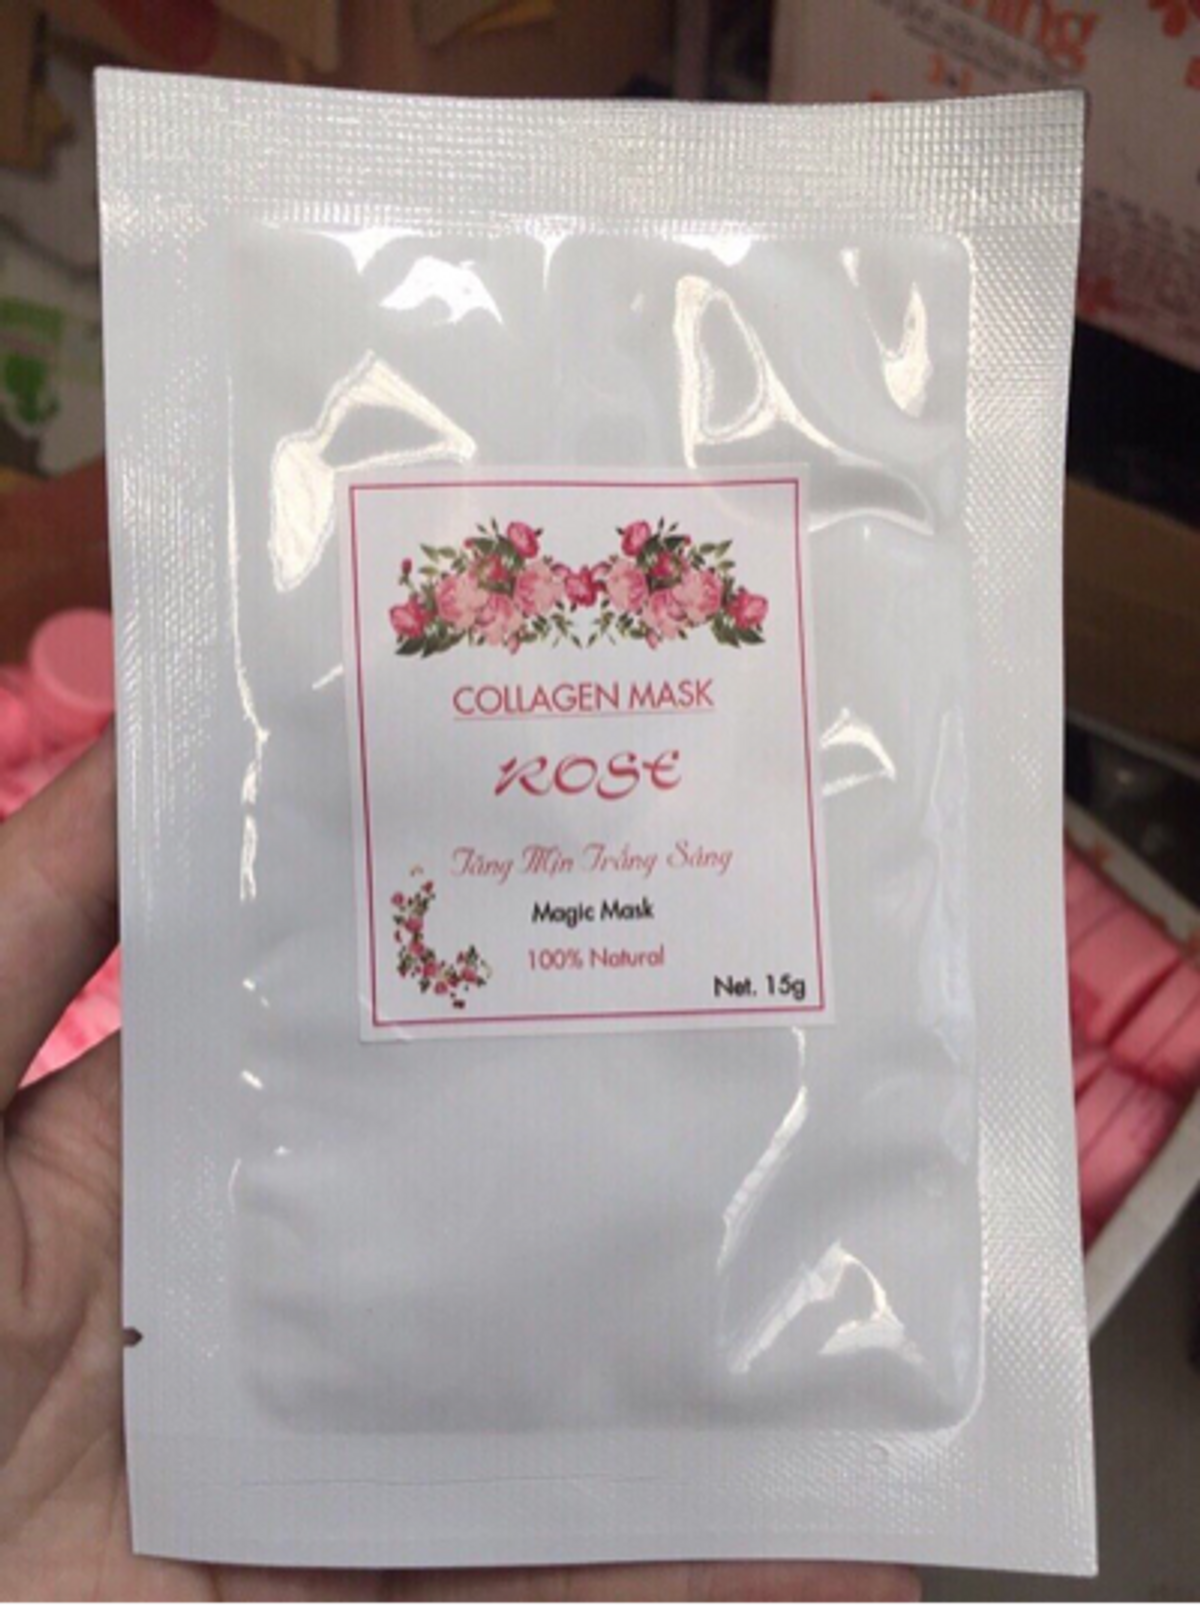 COLLAGEN MASK
ROSE
Tăng Mịn Trắng Sáng
Magic Mask
100% Natural
Net. 15g